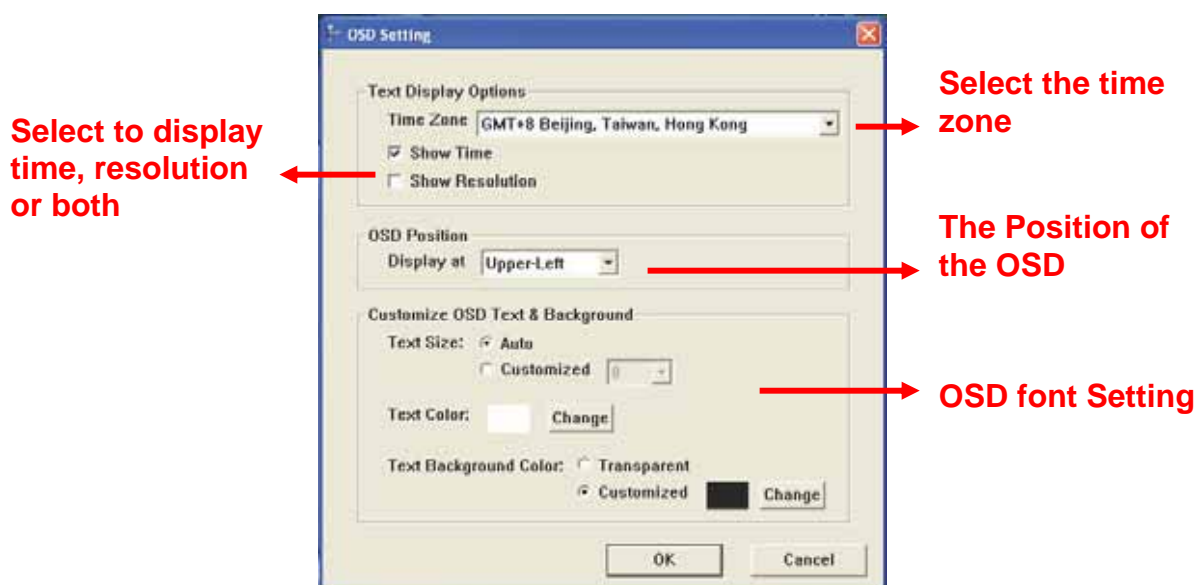 OSD Setting
Text Display Options
Time Zone GMT+8 Beijing, Taiwan, Hong Kong
Show Time
Show Resolution
OSD Position
Display at Upper-Left
Customize OSD Text & Background
Text Size: Auto
Customized
Text Color: Change
Text Background Color: Transparent
Customized Change
OK Cancel
Select to display
time, resolution
or both
Select the time
zone
The Position of
the OSD
OSD font Setting